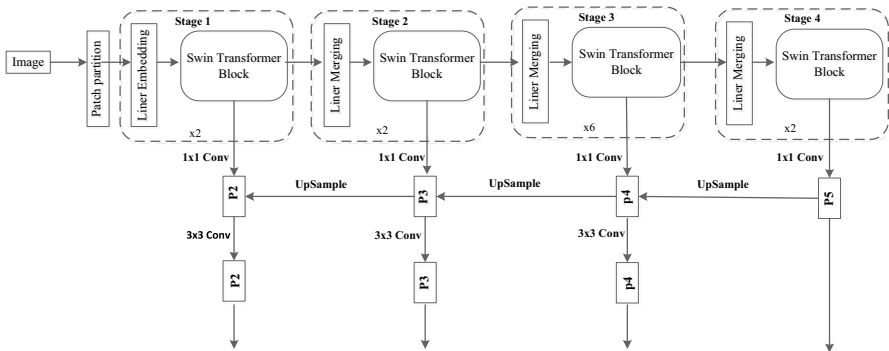 Stage 1
Stage 2
Stage 3
Stage 4
Image
Patch partition
Liner Embedding
Swin Transformer
Block
x2
Liner Merging
Swin Transformer
Block
x2
Liner Merging
Swin Transformer
Block
x6
Liner Merging
Swin Transformer
Block
x2
1x1 Conv
1x1 Conv
1x1 Conv
1x1 Conv
P2
UpSample
P3
UpSample
p4
UpSample
P5
3x3 Conv
3x3 Conv
3x3 Conv
P2
P3
p4